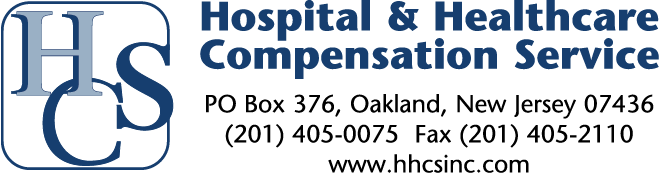 HCS
Hospital & Healthcare
Compensation Service
PO Box 376, Oakland, New Jersey 07436
(201) 405-0075  Fax (201) 405-2110
www.hhcsinc.com